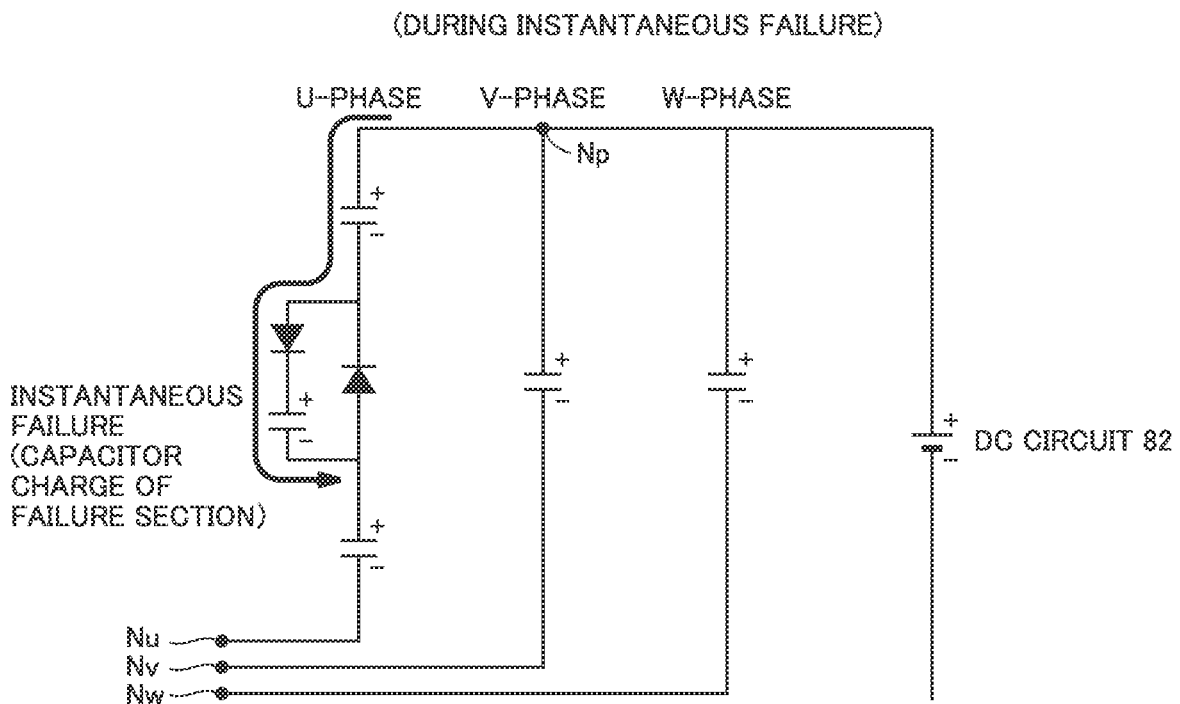 (DURING INSTANTANEOUS FAILURE)
U-PHASE
V-PHASE
W-PHASE
Np
+
-
+
-
+
-
+
-
INSTANTANEOUS
FAILURE
(CAPACITOR
CHARGE OF
FAILURE SECTION)
+
-
+
-
DC CIRCUIT 82
Nu
Nv
Nw